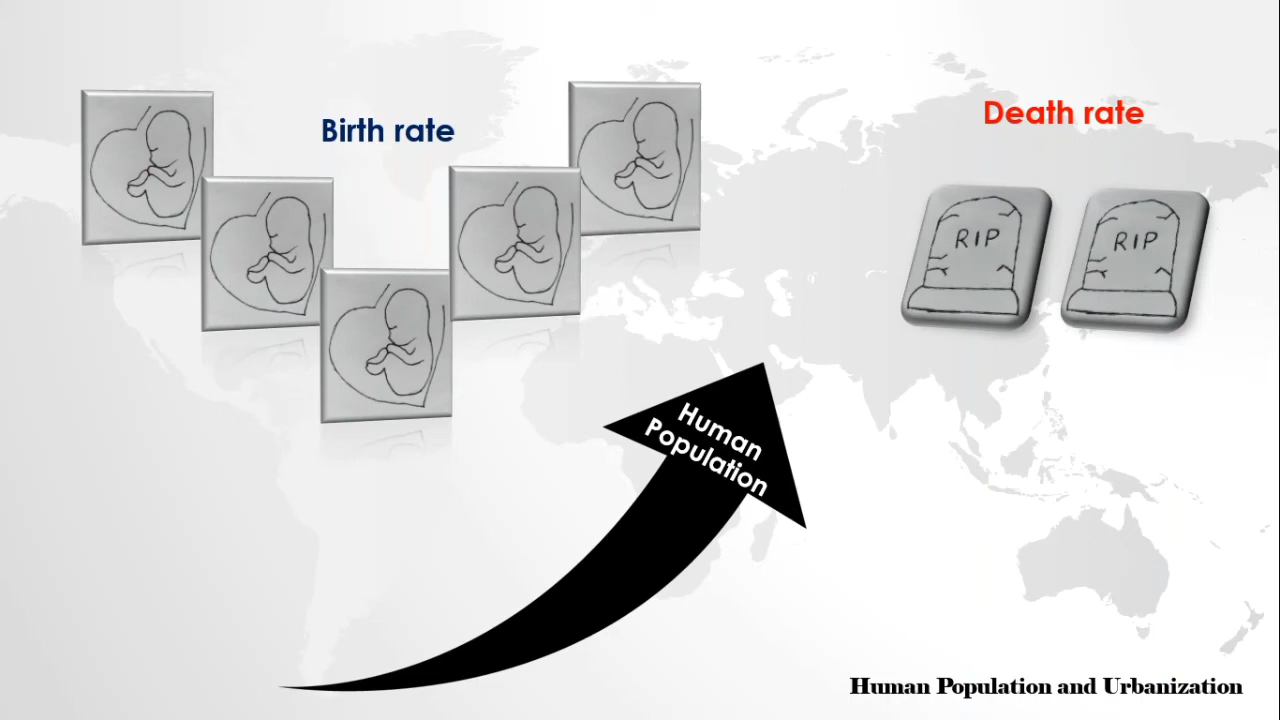 Birth rate
Death rate
RIP
RIP
Human
Population
Human Population and Urbanization